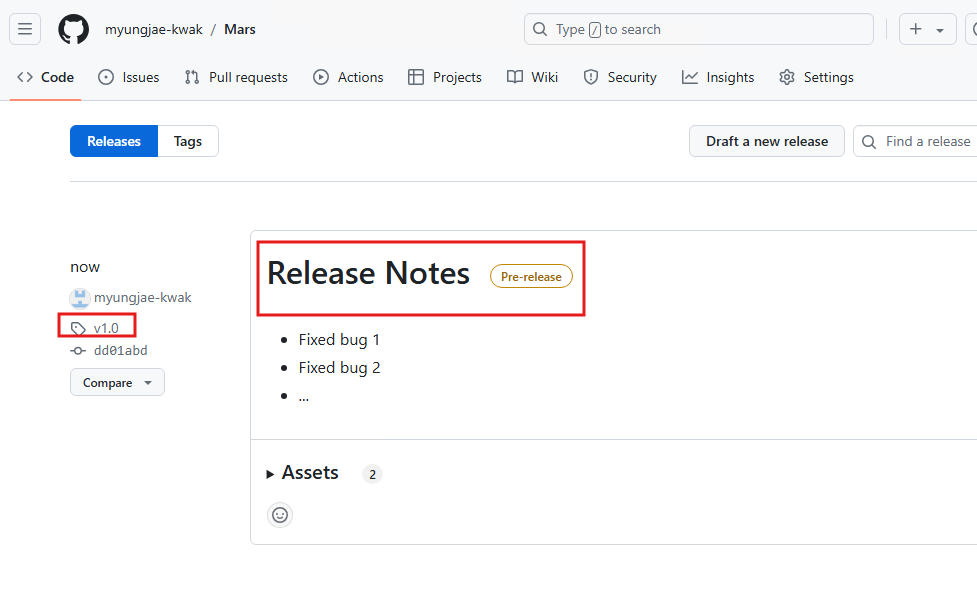 myungjae-kwak / Mars
Type / to search
Code Issues Pull requests Actions Projects Wiki Security Insights Settings
Releases Tags Draft a new release Find a release
now
myungjae-kwak
v1.0
dd01abd
Compare
Release Notes Pre-release
Fixed bug 1
Fixed bug 2
...
Assets 2